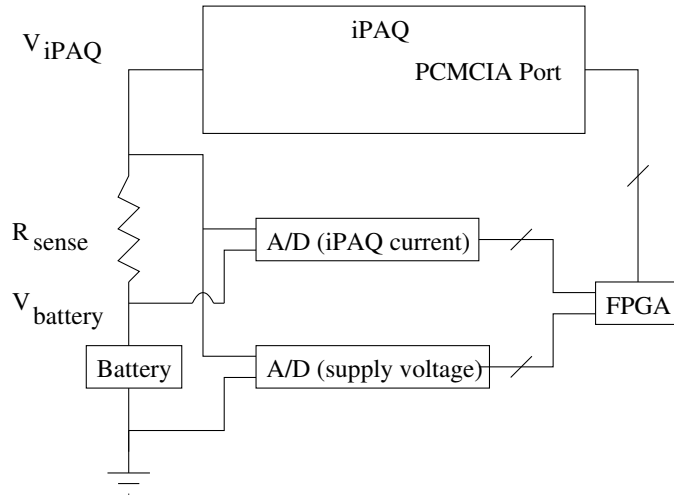 iPAQ
V iPAQ
PCMCIA Port
R sense
A/D (iPAQ current)
V battery
FPGA
Battery
A/D (supply voltage)